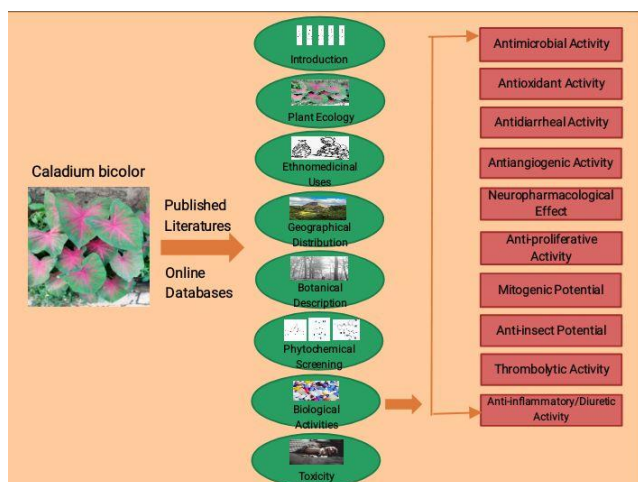 Caladium bicolor
Published
Literatures
Online
Databases
Introduction
Plant Ecology
Ethnomedicinal
Uses
Geographical
Distribution
Botanical
Description
Phytochemical
Screening
Biological
Activities
Toxicity
Antimicrobial Activity
Antioxidant Activity
Antidiarrheal Activity
Antiangiogenic Activity
Neuropharmacological
Effect
Anti-proliferative
Activity
Mitogenic Potential
Anti-insect Potential
Thrombolytic Activity
Anti-inflammatory/Diuretic
Activity